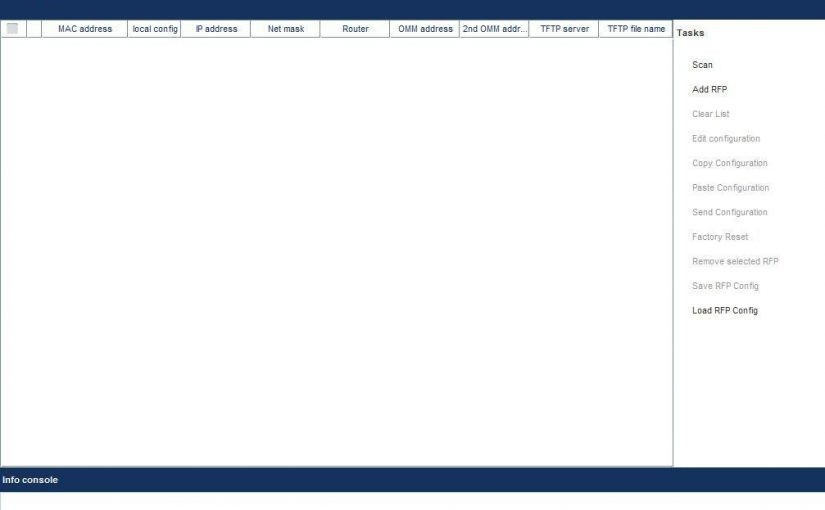 MAC address local config IP address Net mask Router OMM address 2nd OMM addr... TFTP server TFTP file name
Tasks
Scan
Add RFP
Clear List
Edit configuration
Copy Configuration
Paste Configuration
Send Configuration
Factory Reset
Remove selected RFP
Save RFP Config
Load RFP Config
Info console